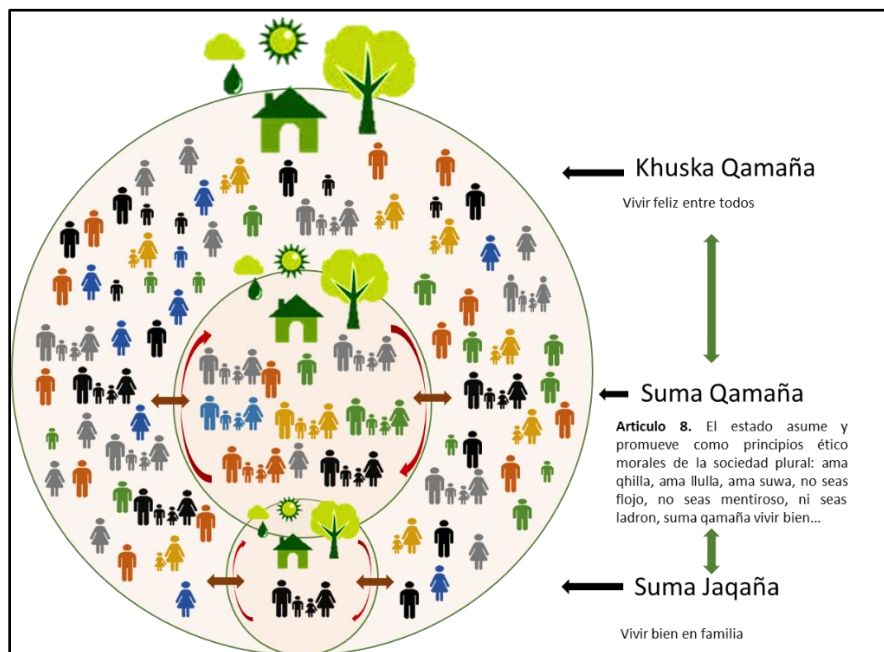 Khuska Qamaña
Vivir feliz entre todos
Suma Qamaña
Articulo 8. El estado asume y
promueve como principios ético
morales de la sociedad plural: ama
qhilla, ama llulla, ama suwa, no seas
flojo, no seas mentiroso, ni seas
ladron, suma qamaña vivir bien...
Suma Jaqaña
Vivir bien en familia